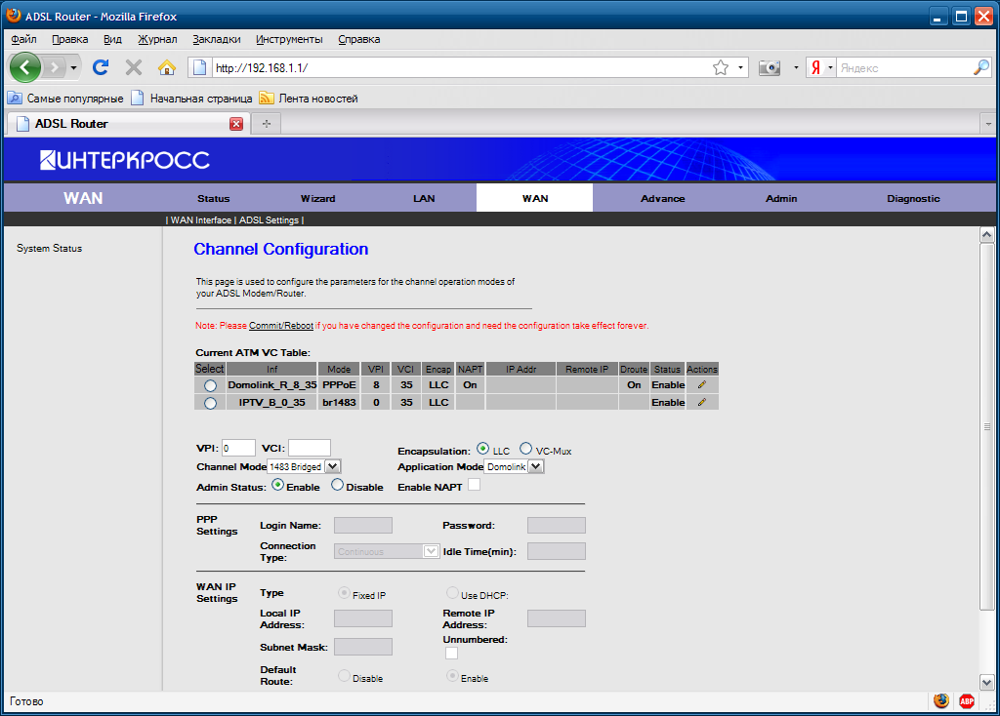 ADSL Router - Mozilla Firefox
Файл Правка Вид Журнал Закладки Инструменты Справка
http://192.168.1.1/ Я Яндекс
Самые популярные Начальная страница Лента новостей
ADSL Router
ИНТЕРКРОСС
WAN Status Wizard LAN WAN Advance Admin Diagnostic
| WAN Interface | ADSL Settings |
System Status
Channel Configuration
This page is used to configure the parameters for the channel operation modes of
your ADSL Modem/Router.
Note: Please Commit/Reboot if you have changed the configuration and need the configuration take effect forever.
Current ATM VC Table:
Select Inf Mode VPI VCI Encap NAPT IP Addr Remote IP Droute Status Actions
Domolink_R_8_35 PPPoE 8 35 LLC On On Enable
IPTV_B_0_35 br1483 0 35 LLC Enable
VPI: 0 VCI: Encapsulation: LLC VC-Mux
Channel Mode 1483 Bridged Application Mode Domolink
Admin Status: Enable Disable Enable NAPT
PPP Settings Login Name: Password:
Connection Type: Continuous Idle Time(min):
WAN IP Settings Type Fixed IP Use DHCP:
Local IP Address: Remote IP Address:
Subnet Mask: Unnumbered:
Default Route: Disable Enable
Готово ABP